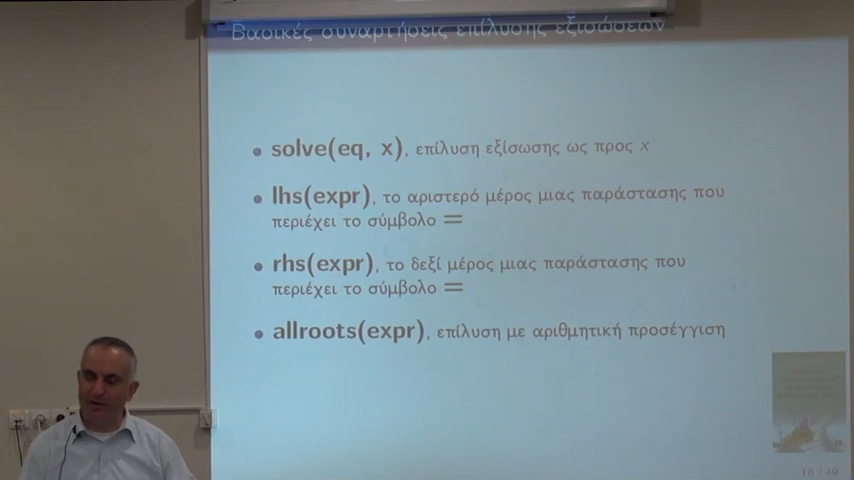 Βασικές συναρτήσεις επίλυσης εξισώσεων
• solve(eq, x), επίλυση εξίσωσης ως προς x
• lhs(expr), το αριστερό μέρος μιας παράστασης που
περιέχει το σύμβολο =
• rhs(expr), το δεξί μέρος μιας παράστασης που
περιέχει το σύμβολο =
• allroots(expr), επίλυση με αριθμητική προσέγγιση
18 / 49